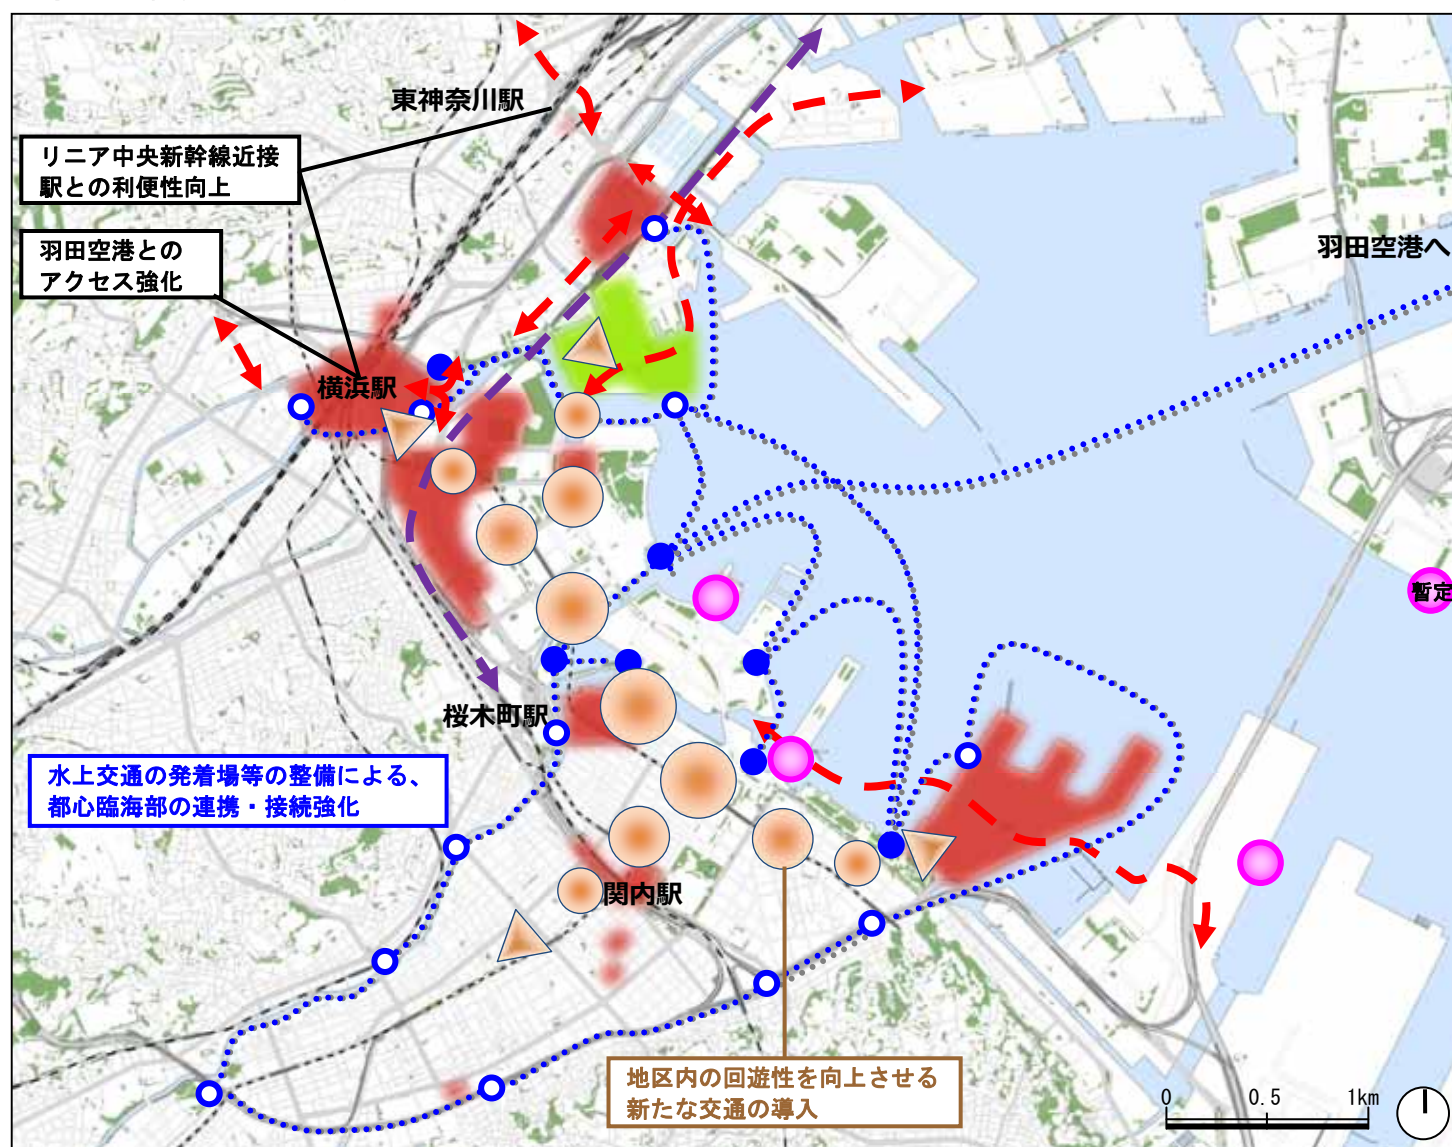 東神奈川駅
リニア中央新幹線近接
駅との利便性向上
羽田空港との
アクセス強化
羽田空港へ
横浜駅
暫定
桜木町駅
水上交通の発着場等の整備による、
都心臨海部の連携・接続強化
関内駅
地区内の回遊性を向上させる
新たな交通の導入
0 0.5 1km